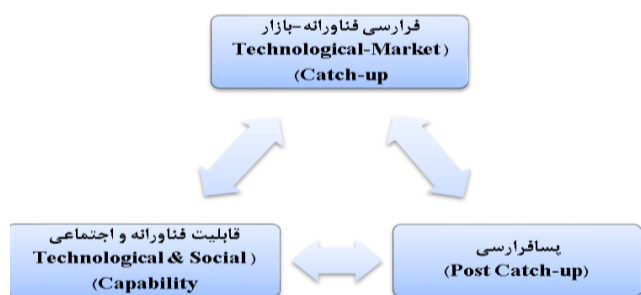 فرارسی فناورانه-بازار
Technological-Market)
(Catch-up
قابلیت فناورانه و اجتماعی
Technological & Social )
(Capability
پسافرارسی
(Post Catch-up)